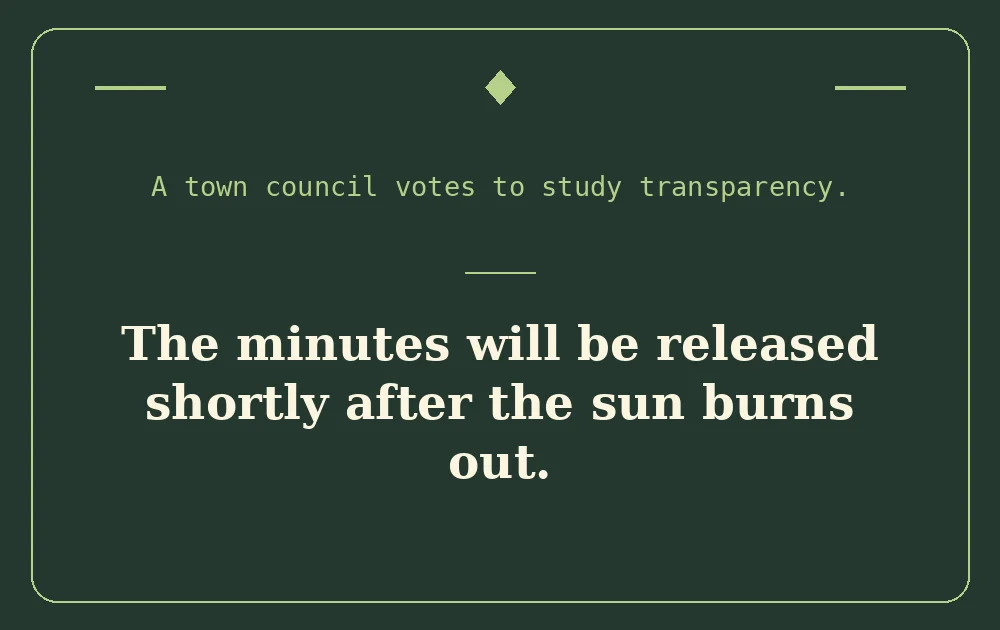 A town council votes to study transparency.
The minutes will be released
shortly after the sun burns
out.